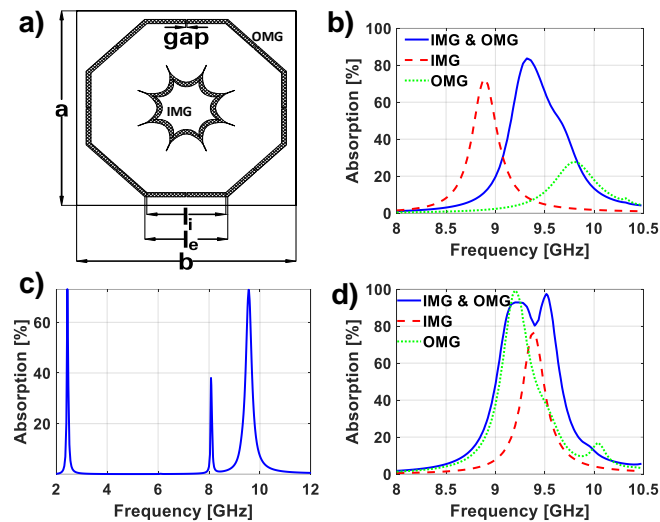 a)
gap
OMG
IMG
a
l_i
l_e
b
b)
IMG & OMG
IMG
OMG
Absorption [%]
100
80
60
40
20
0
8
8.5
9
9.5
10
10.5
Frequency [GHz]
c)
Absorption [%]
60
40
20
2
4
6
8
10
12
Frequency [GHz]
d)
IMG & OMG
IMG
OMG
Absorption [%]
100
80
60
40
20
0
8
8.5
9
9.5
10
10.5
Frequency [GHz]